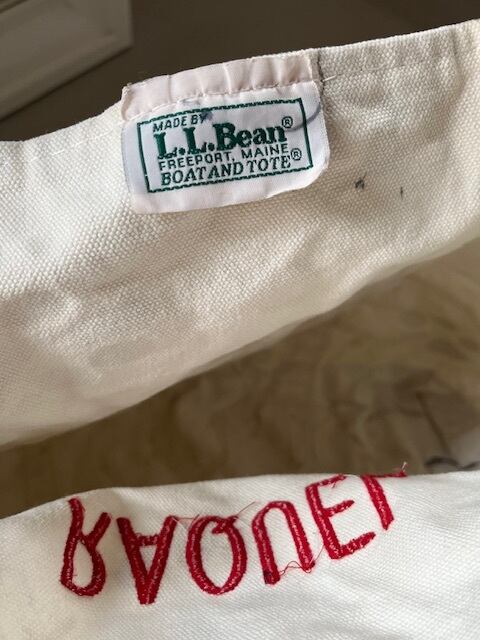 MADE BY
L.L.Bean®
FREEPORT, MAINE
BOAT AND TOTE®
RAQUEL